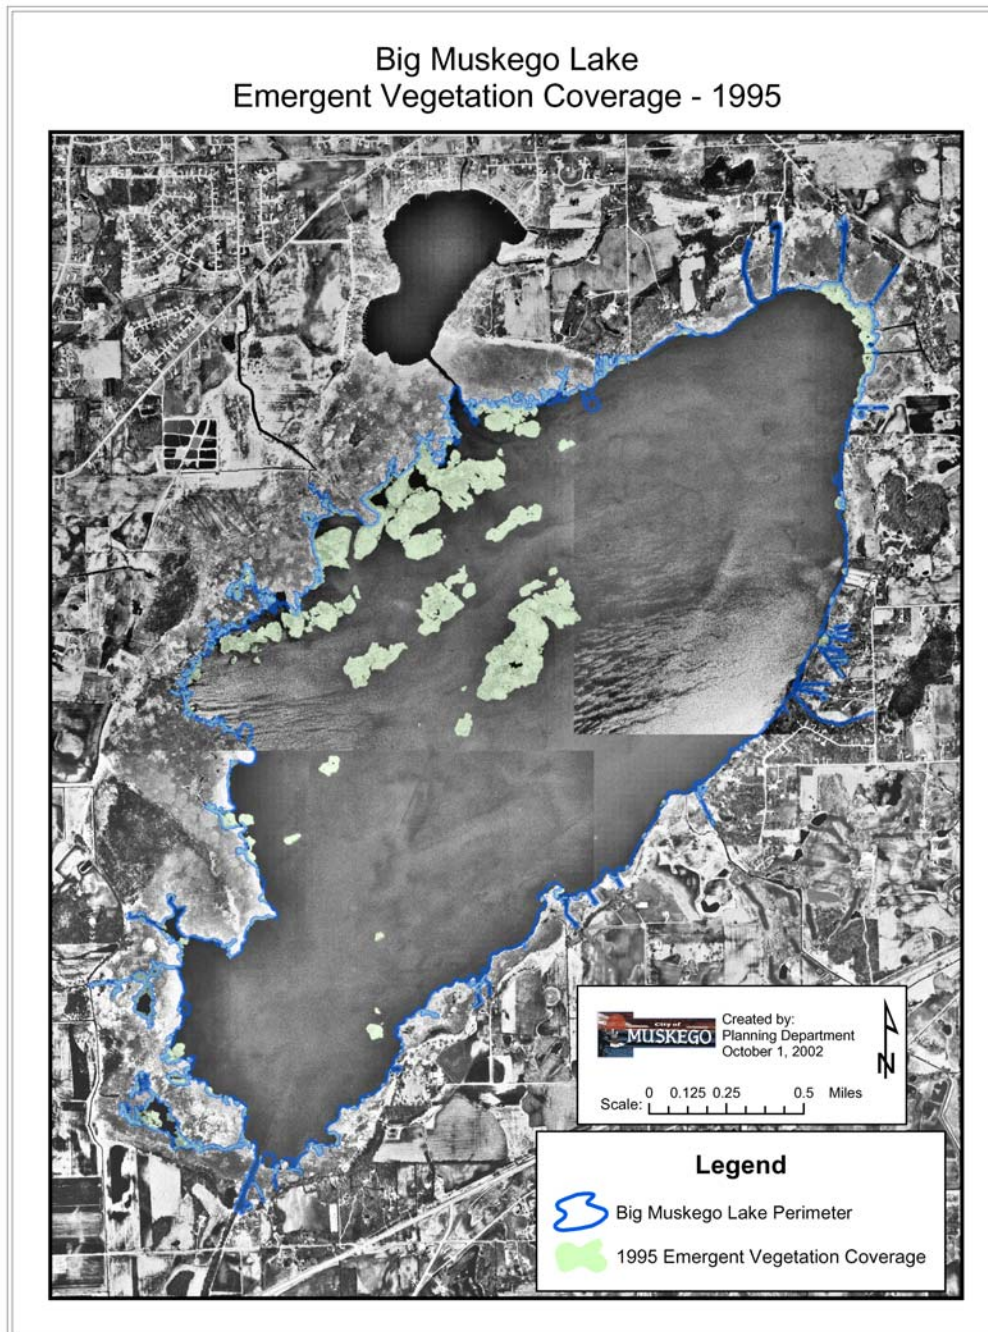 Big Muskego Lake
Emergent Vegetation Coverage - 1995
City of
MUSKEGO
Created by:
Planning Department
October 1, 2002
N
Scale: 0 0.125 0.25 0.5 Miles
Legend
Big Muskego Lake Perimeter
1995 Emergent Vegetation Coverage